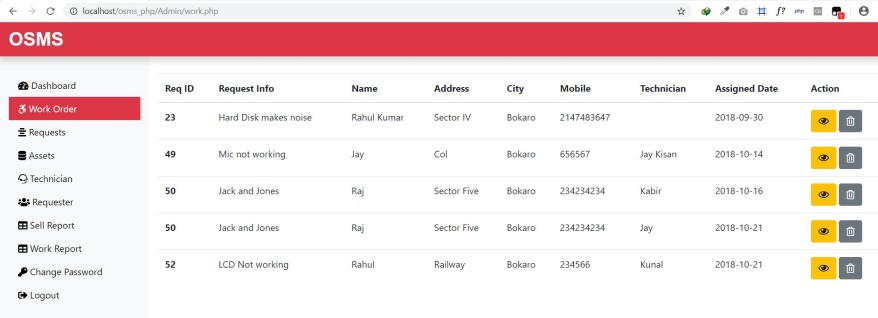 localhost/osms_php/Admin/work.php
f? php
OSMS
Dashboard
Work Order
Requests
Assets
Technician
Requester
Sell Report
Work Report
Change Password
Logout
Req ID Request Info Name Address City Mobile Technician Assigned Date Action
23 Hard Disk makes noise Rahul Kumar Sector IV Bokaro 2147483647 2018-09-30
49 Mic not working Jay Col Bokaro 656567 Jay Kisan 2018-10-14
50 Jack and Jones Raj Sector Five Bokaro 234234234 Kabir 2018-10-16
50 Jack and Jones Raj Sector Five Bokaro 234234234 Jay 2018-10-21
52 LCD Not working Rahul Railway Bokaro 234566 Kunal 2018-10-21